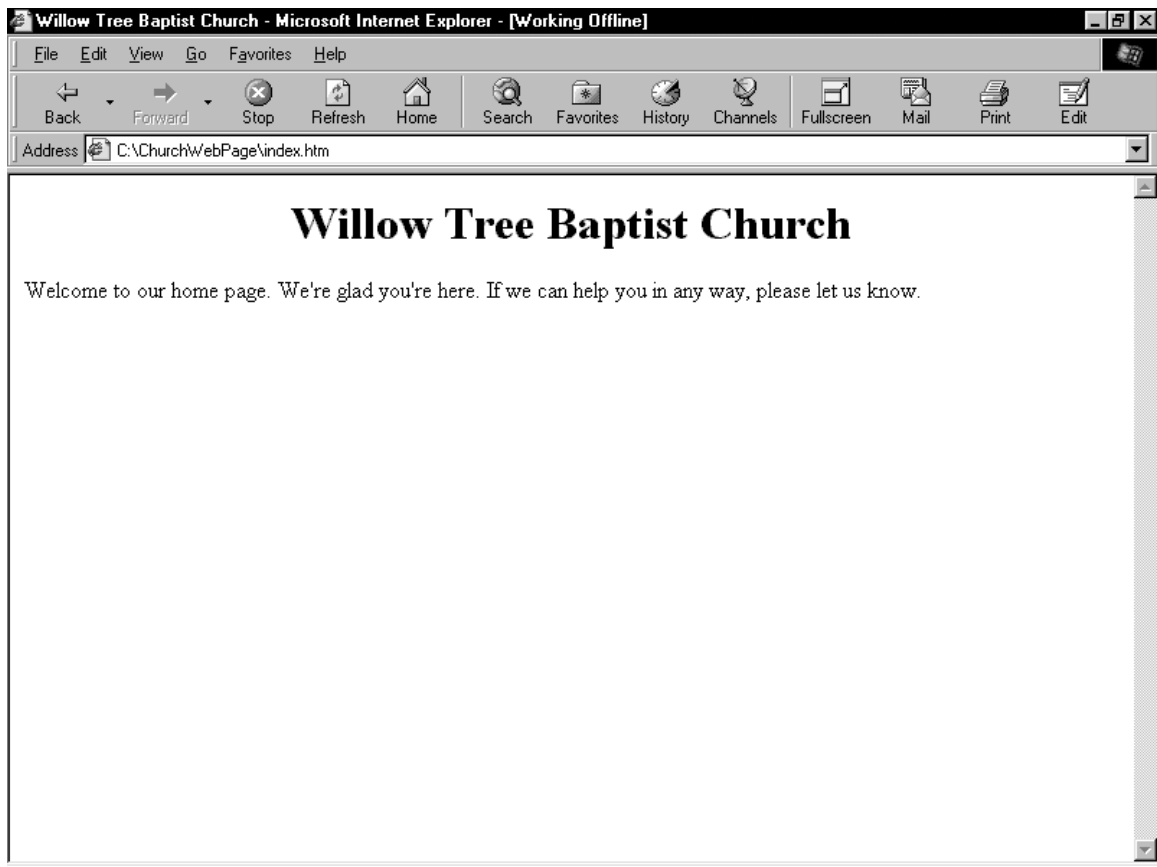 Willow Tree Baptist Church - Microsoft Internet Explorer - [Working Offline]
File Edit View Go Favorites Help
Back Forward Stop Refresh Home Search Favorites History Channels Fullscreen Mail Print Edit
Address C:\ChurchWebPage\index.htm
Willow Tree Baptist Church
Welcome to our home page. We're glad you're here. If we can help you in any way, please let us know.